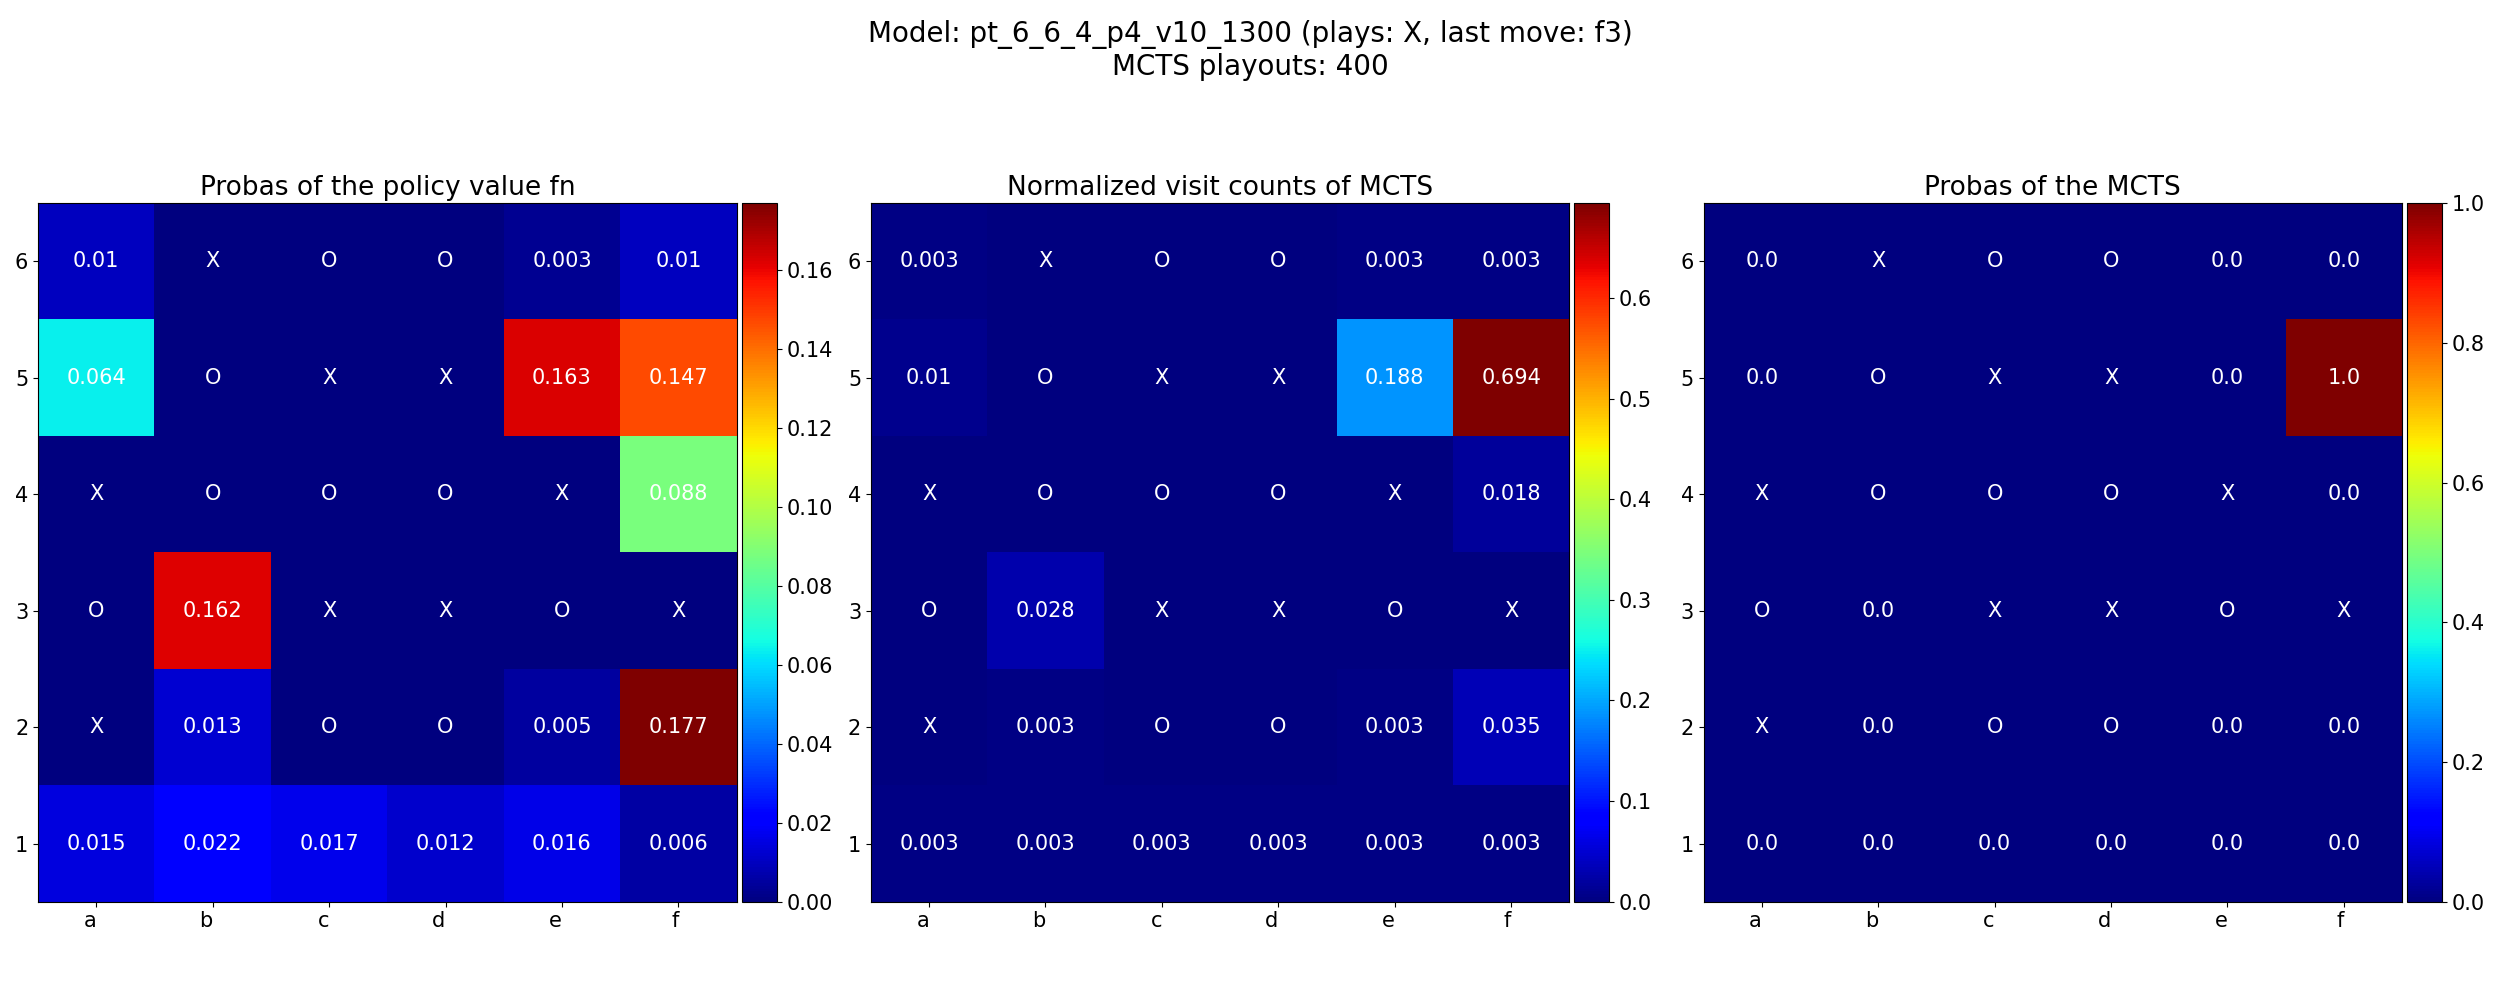 Model: pt_6_6_4_p4_v10_1300 (plays: X, last move: f3)
MCTS playouts: 400
Probas of the policy value fn
6 0.01 X O O 0.003 0.01
5 0.064 O X X 0.163 0.147
4 X O O O X 0.088
3 O 0.162 X X O X
2 X 0.013 O O 0.005 0.177
1 0.015 0.022 0.017 0.012 0.016 0.006
a b c d e f
0.16
0.14
0.12
0.10
0.08
0.06
0.04
0.02
0.00
Normalized visit counts of MCTS
6 0.003 X O O 0.003 0.003
5 0.01 O X X 0.188 0.694
4 X O O O X 0.018
3 O 0.028 X X O X
2 X 0.003 O O 0.003 0.035
1 0.003 0.003 0.003 0.003 0.003 0.003
a b c d e f
0.6
0.5
0.4
0.3
0.2
0.1
0.0
Probas of the MCTS
6 0.0 X O O 0.0 0.0
5 0.0 O X X 0.0 1.0
4 X O O O X 0.0
3 O 0.0 X X O X
2 X 0.0 O O 0.0 0.0
1 0.0 0.0 0.0 0.0 0.0 0.0
a b c d e f
1.0
0.8
0.6
0.4
0.2
0.0